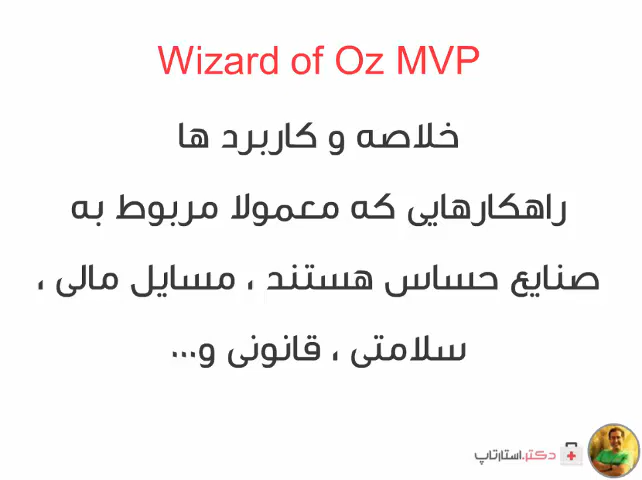 Wizard of Oz MVP
خلاصه و کاربرد ها
راهکارهایی که معمولا مربوط به
صنایع حساس هستند ، مسایل مالی ،
سلامتی ، قانونی و...
دکتر.استارتاپ